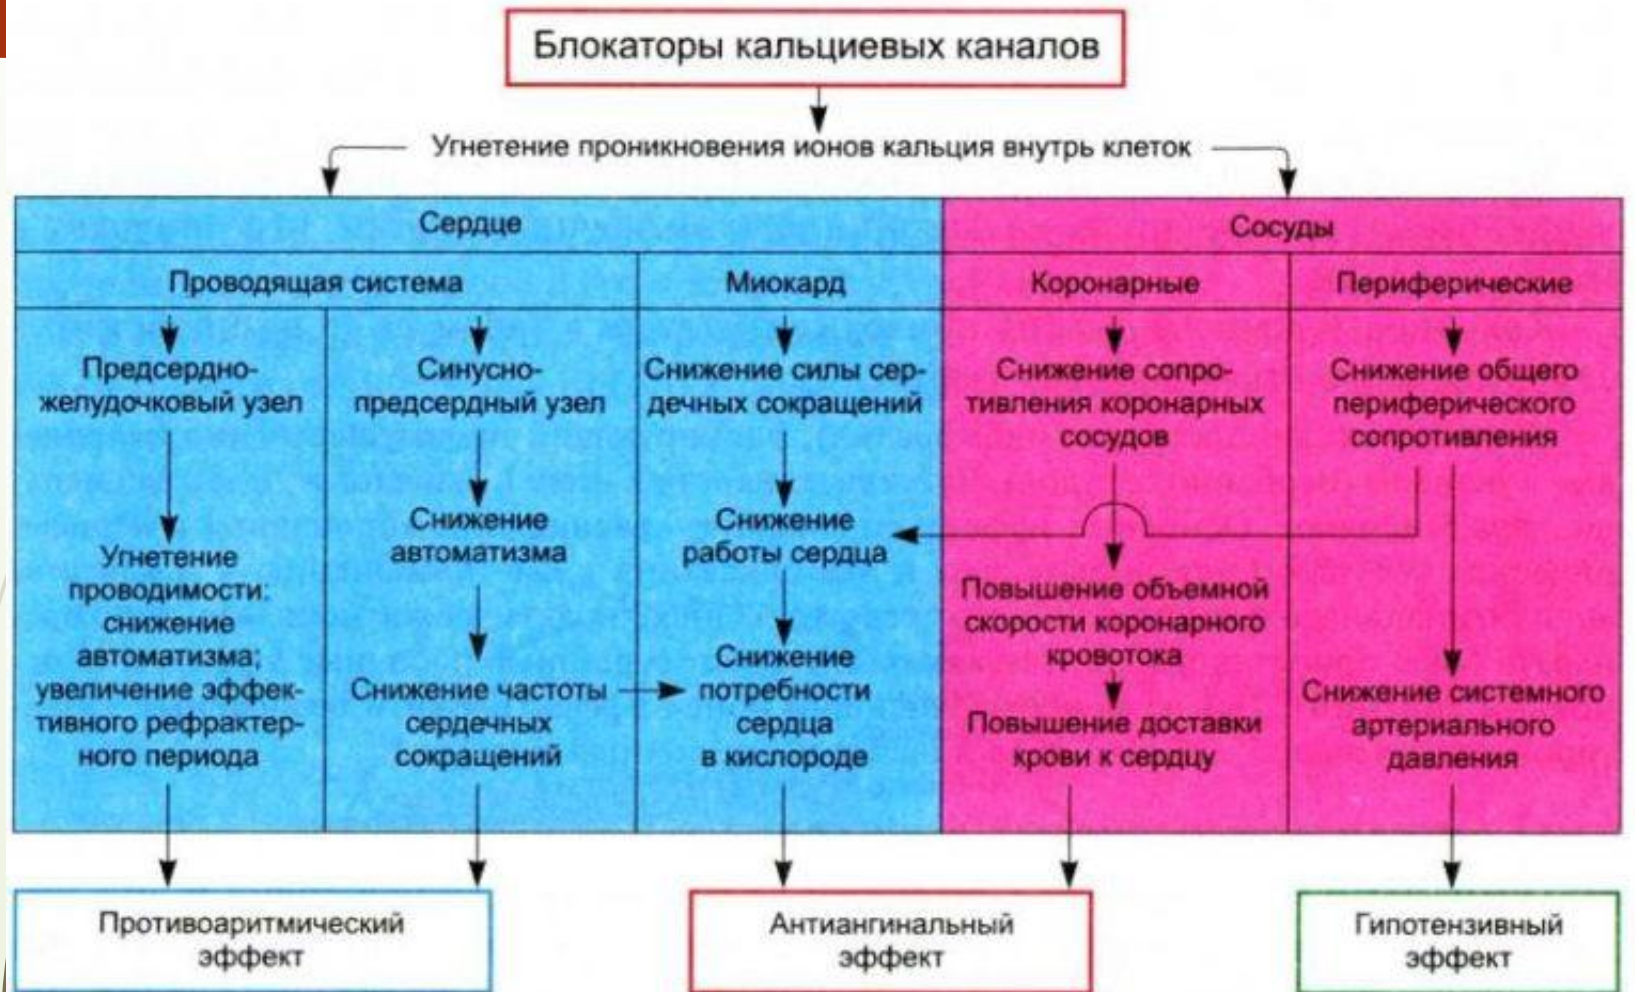 Блокаторы кальциевых каналов
Угнетение проникновения ионов кальция внутрь клеток
Сердце
Сосуды
Проводящая система
Миокард
Коронарные
Периферические
Предсердно-
желудочковый узел
Угнетение
проводимости;
снижение
автоматизма;
увеличение эффек-
тивного рефрактер-
ного периода
Синусно-
предсердный узел
Снижение
автоматизма
Снижение частоты
сердечных
сокращений
Снижение силы сер-
дечных сокращений
Снижение
работы сердца
Снижение
потребности
сердца
в кислороде
Снижение сопро-
тивления коронарных
сосудов
Повышение объемной
скорости коронарного
кровотока
Повышение доставки
крови к сердцу
Снижение общего
периферического
сопротивления
Снижение системного
артериального
давления
Противоаритмический
эффект
Антиангинальный
эффект
Гипотензивный
эффект